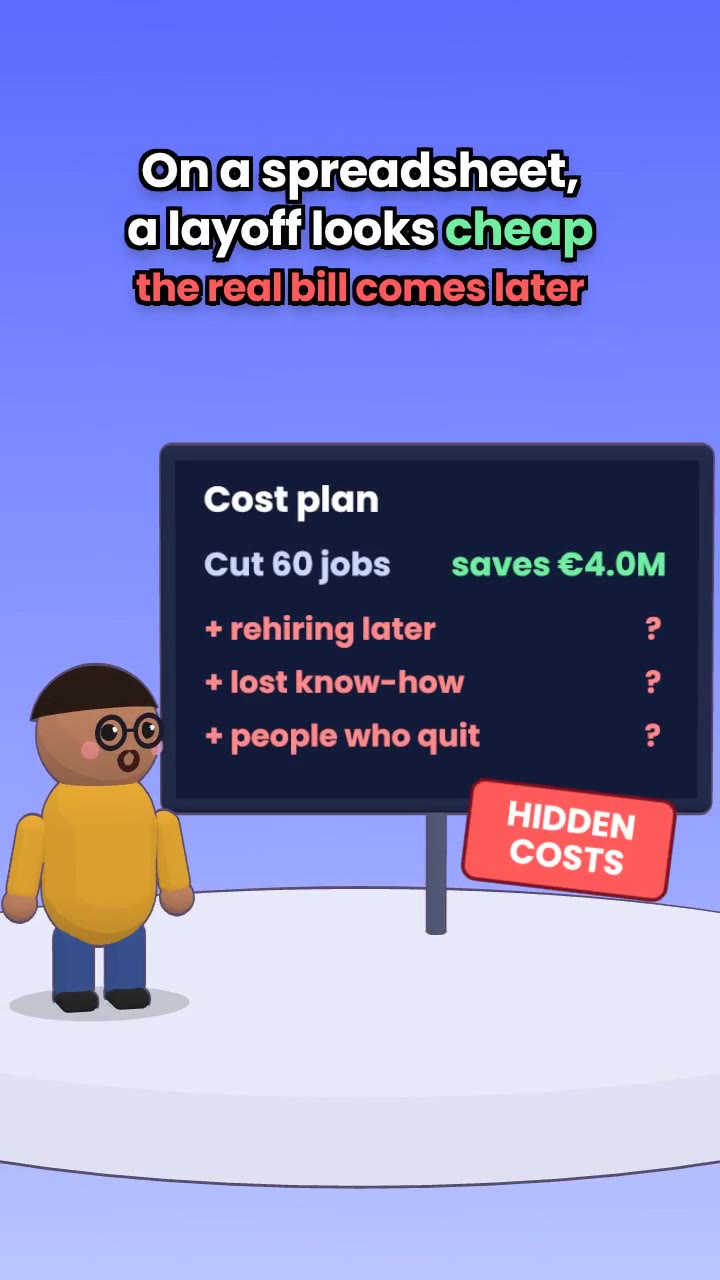 On a spreadsheet,
a layoff looks cheap
the real bill comes later
Cost plan
Cut 60 jobs saves €4.0M
+ rehiring later ?
+ lost know-how ?
+ people who quit ?
HIDDEN
COSTS